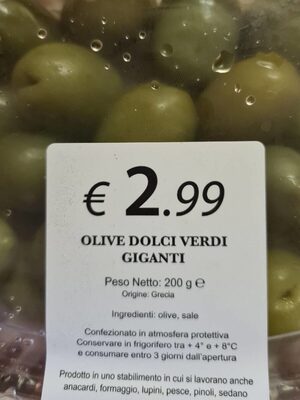 € 2.99
OLIVE DOLCI VERDI
GIGANTI
Peso Netto: 200 g ℮
Origine: Grecia
Ingredienti: olive, sale
Confezionato in atmosfera protettiva
Conservare in frigorifero tra + 4° e + 8°C
e consumare entro 3 giorni dall'apertura
Prodotto in uno stabilimento in cui si lavorano anche
anacardi, formaggio, lupini, pesce, pinoli, sedano